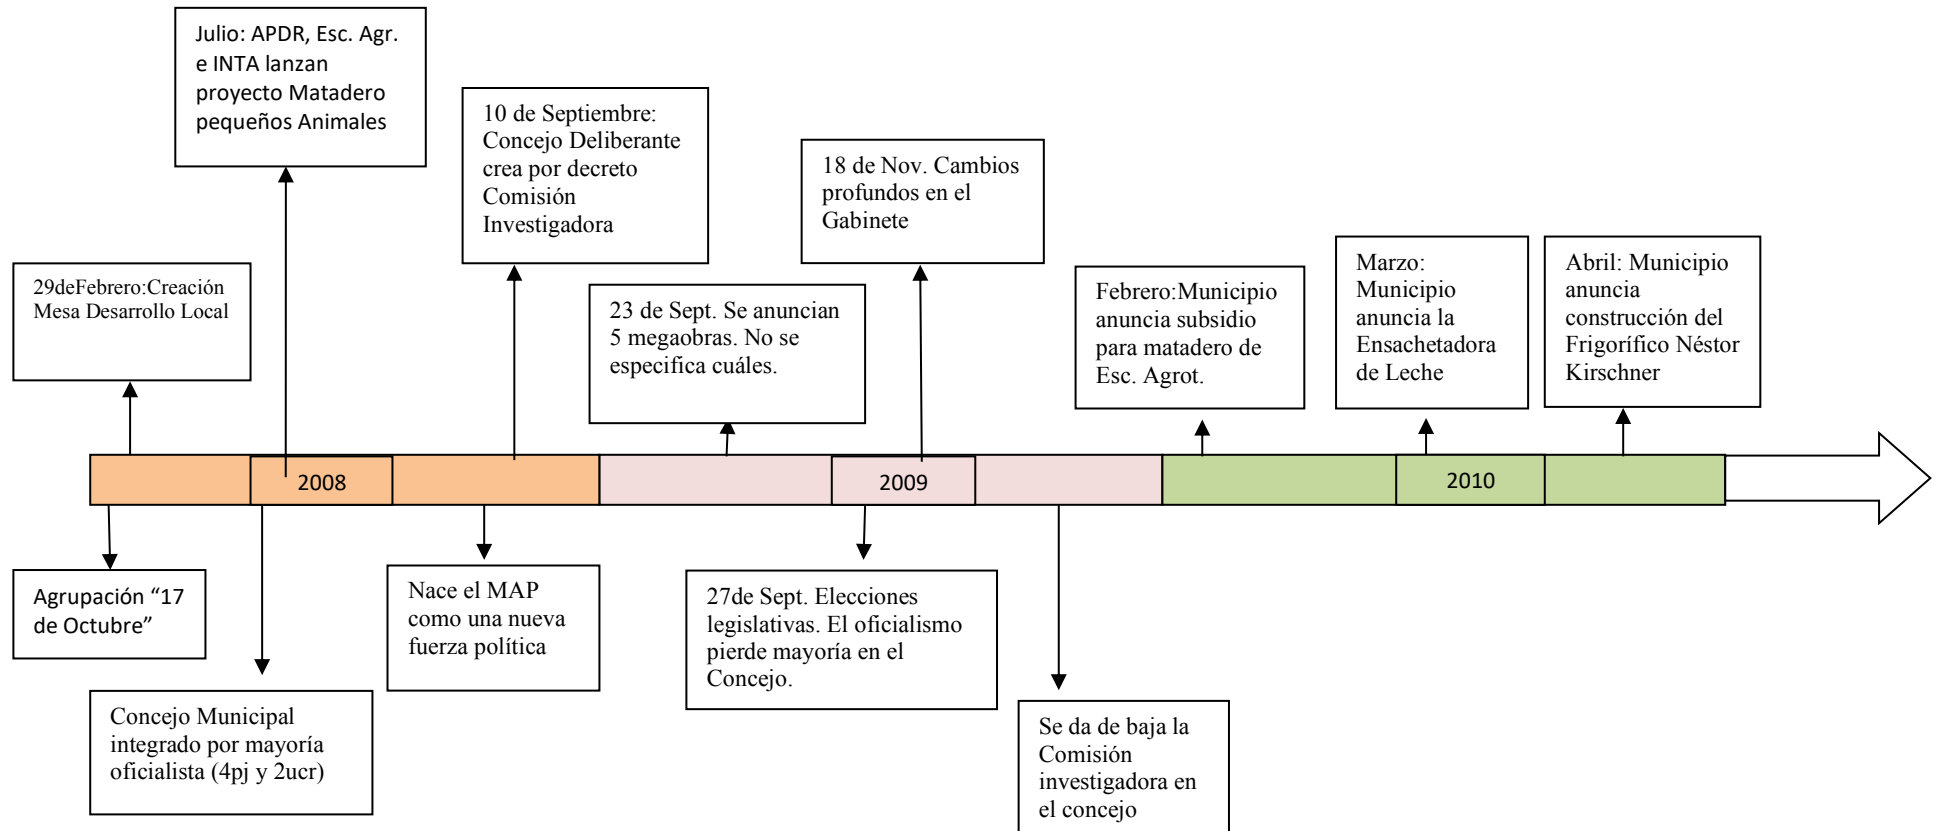 Julio: APDR, Esc. Agr.
e INTA lanzan
proyecto Matadero
pequeños Animales
10 de Septiembre:
Concejo Deliberante
crea por decreto
Comisión
Investigadora
18 de Nov. Cambios
profundos en el
Gabinete
29deFebrero:Creación
Mesa Desarrollo Local
23 de Sept. Se anuncian
5 megaobras. No se
especifica cuáles.
Febrero:Municipio
anuncia subsidio
para matadero de
Esc. Agrot.
Marzo:
Municipio
anuncia la
Ensachetadora
de Leche
Abril: Municipio
anuncia
construcción del
Frigorífico Néstor
Kirschner
2008
2009
2010
Agrupación “17
de Octubre”
Concejo Municipal
integrado por mayoría
oficialista (4pj y 2ucr)
Nace el MAP
como una nueva
fuerza política
27de Sept. Elecciones
legislativas. El oficialismo
pierde mayoría en el
Concejo.
Se da de baja la
Comisión
investigadora en
el concejo